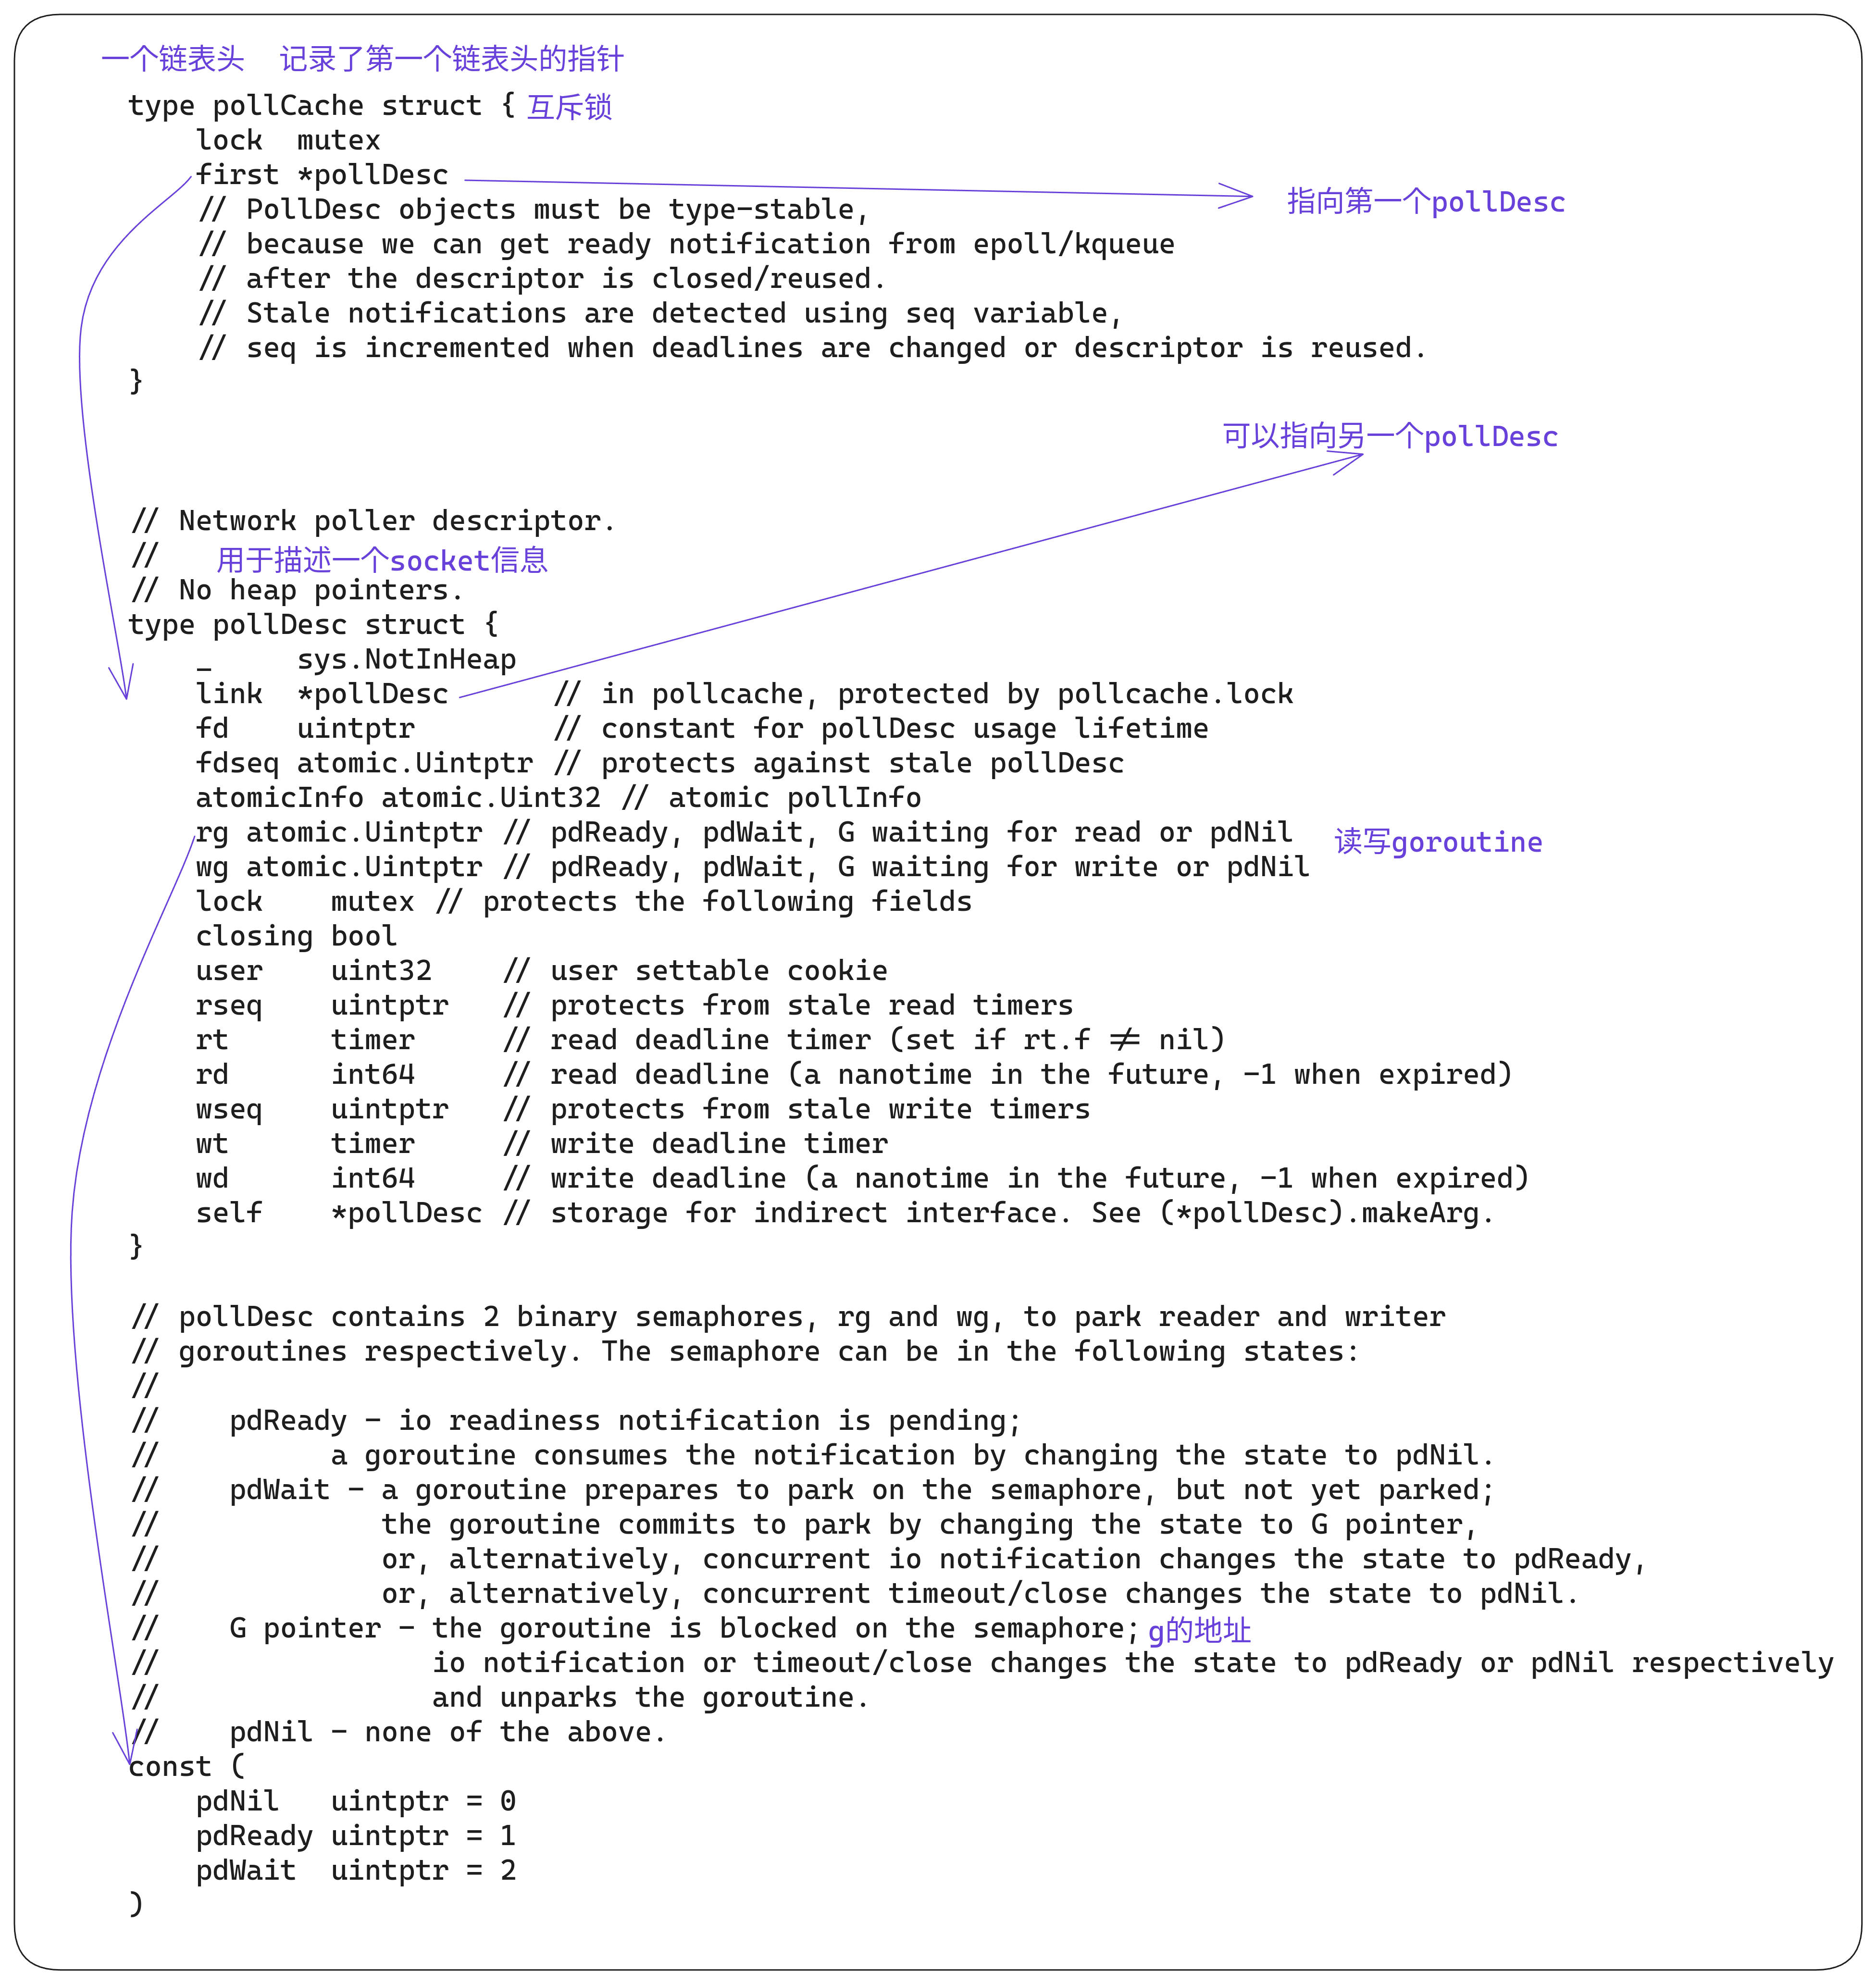 一个链表头  记录了第一个链表头的指针
type pollCache struct { 互斥锁
    lock  mutex
    first *pollDesc
    // PollDesc objects must be type-stable, 指向第一个pollDesc
    // because we can get ready notification from epoll/kqueue
    // after the descriptor is closed/reused.
    // Stale notifications are detected using seq variable,
    // seq is incremented when deadlines are changed or descriptor is reused.
}
可以指向另一个pollDesc
// Network poller descriptor.
//   用于描述一个socket信息
// No heap pointers.
type pollDesc struct {
    _     sys.NotInHeap
    link  *pollDesc      // in pollcache, protected by pollcache.lock
    fd    uintptr        // constant for pollDesc usage lifetime
    fdseq atomic.Uintptr // protects against stale pollDesc
    atomicInfo atomic.Uint32 // atomic pollInfo
    rg atomic.Uintptr // pdReady, pdWait, G waiting for read or pdNil 读写goroutine
    wg atomic.Uintptr // pdReady, pdWait, G waiting for write or pdNil
    lock    mutex // protects the following fields
    closing bool
    user    uint32    // user settable cookie
    rseq    uintptr   // protects from stale read timers
    rt      timer     // read deadline timer (set if rt.f != nil)
    rd      int64     // read deadline (a nanotime in the future, -1 when expired)
    wseq    uintptr   // protects from stale write timers
    wt      timer     // write deadline timer
    wd      int64     // write deadline (a nanotime in the future, -1 when expired)
    self    *pollDesc // storage for indirect interface. See (*pollDesc).makeArg.
}
// pollDesc contains 2 binary semaphores, rg and wg, to park reader and writer
// goroutines respectively. The semaphore can be in the following states:
//
//    pdReady - io readiness notification is pending;
//          a goroutine consumes the notification by changing the state to pdNil.
//    pdWait - a goroutine prepares to park on the semaphore, but not yet parked;
//             the goroutine commits to park by changing the state to G pointer,
//             or, alternatively, concurrent io notification changes the state to pdReady,
//             or, alternatively, concurrent timeout/close changes the state to pdNil.
//    G pointer - the goroutine is blocked on the semaphore; g的地址
//                io notification or timeout/close changes the state to pdReady or pdNil respectively
//                and unparks the goroutine.
//    pdNil - none of the above.
const (
    pdNil   uintptr = 0
    pdReady uintptr = 1
    pdWait  uintptr = 2
)